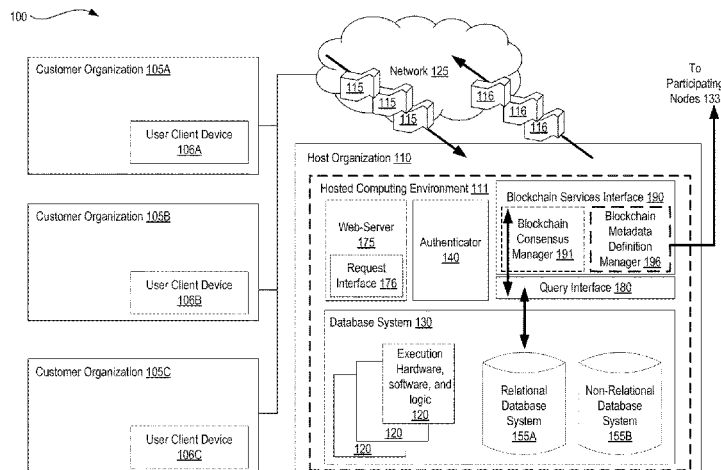 100
Customer Organization 105A
User Client Device
106A
Customer Organization 105B
User Client Device
106B
Customer Organization 105C
User Client Device
106C
Network 125
115
115
115
116
116
116
To
Participating
Nodes 133
Host Organization 110
Hosted Computing Environment 111
Web-Server
175
Request
Interface 176
Authenticator
140
Blockchain Services Interface 190
Blockchain
Consensus
Manager 191
Blockchain
Metadata
Definition
Manager 196
Query Interface 180
Database System 130
Execution
Hardware,
software, and
logic
120
120
120
Relational
Database
System
155A
Non-Relational
Database
System
155B